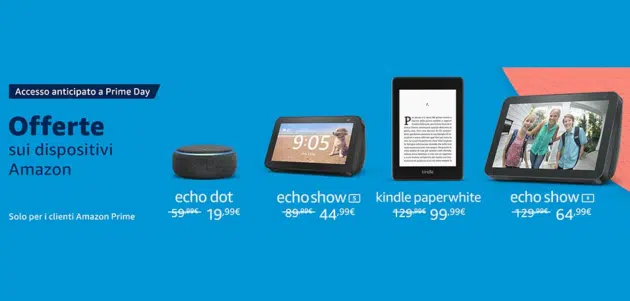 Accesso anticipato a Prime Day
Offerte
sui dispositivi
Amazon
Solo per i clienti Amazon Prime
9:05
kindle
echo dot
59,99€ 19,99€
echo show 5
89,99€ 44,99€
kindle paperwhite
129,99€ 99,99€
echo show 8
129,99€ 64,99€